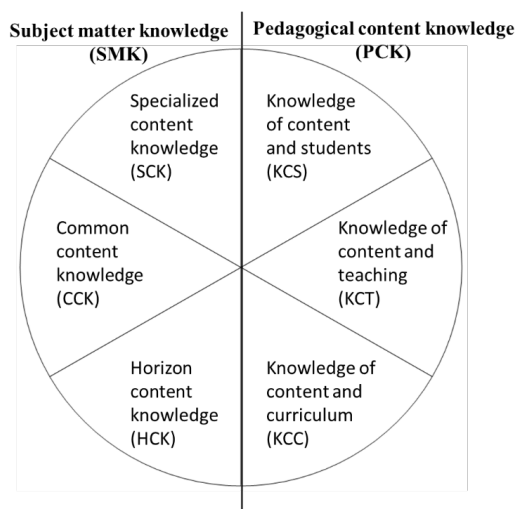 Subject matter knowledge
(SMK)
Pedagogical content knowledge
(PCK)
Specialized
content
knowledge
(SCK)
Knowledge
of content
and students
(KCS)
Common
content
knowledge
(CCK)
Knowledge of
content and
teaching
(KCT)
Horizon
content
knowledge
(HCK)
Knowledge of
content and
curriculum
(KCC)